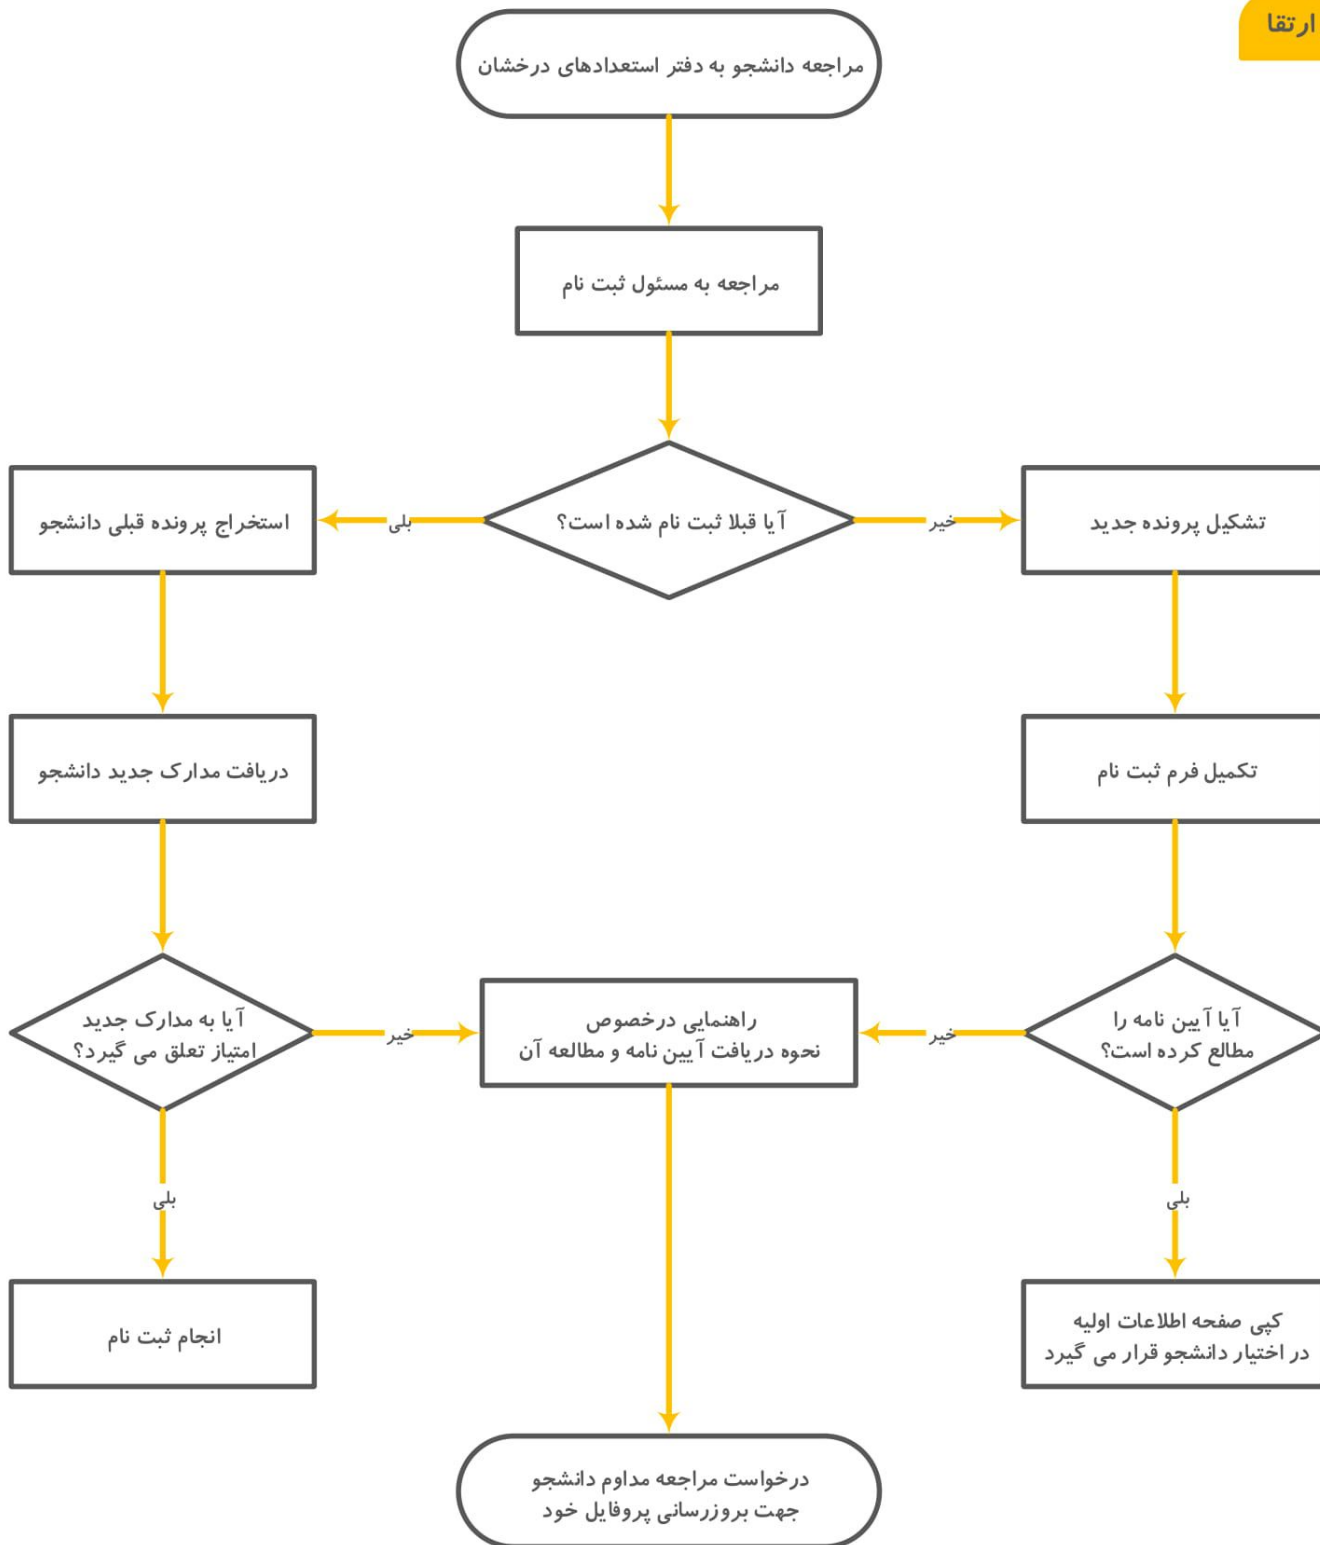 ارتقا
مراجعه دانشجو به دفتر استعدادهای درخشان
مراجعه به مسئول ثبت نام
آیا قبلا ثبت نام شده است؟
خیر
بلی
تشکیل پرونده جدید
استخراج پرونده قبلی دانشجو
تکمیل فرم ثبت نام
دریافت مدارک جدید دانشجو
آیا آیین نامه را
مطالع کرده است؟
خیر
راهنمایی درخصوص
نحوه دریافت آیین نامه و مطالعه آن
خیر
آیا به مدارک جدید
امتیاز تعلق می گیرد؟
بلی
بلی
کپی صفحه اطلاعات اولیه
در اختیار دانشجو قرار می گیرد
انجام ثبت نام
درخواست مراجعه مداوم دانشجو
جهت بروزرسانی پروفایل خود